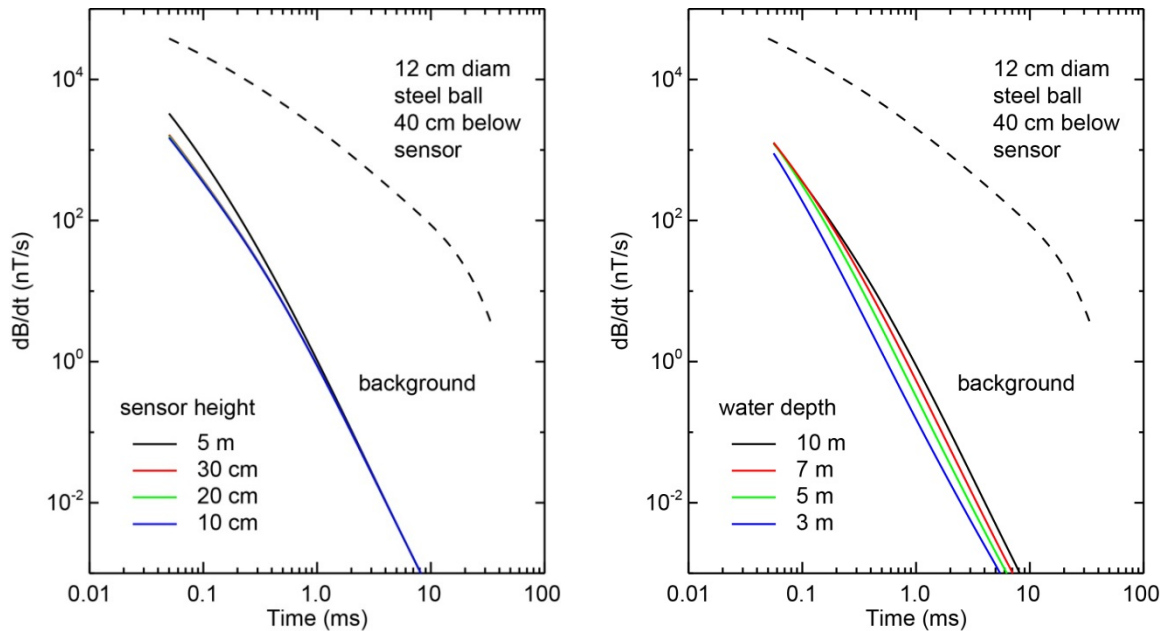 12 cm diam
steel ball
40 cm below
sensor
10^4
10^2
10^0
10^-2
dB/dt (nT/s)
background
sensor height
5 m
30 cm
20 cm
10 cm
0.01 0.1 1.0 10 100
Time (ms)
12 cm diam
steel ball
40 cm below
sensor
10^4
10^2
10^0
10^-2
dB/dt (nT/s)
background
water depth
10 m
7 m
5 m
3 m
0.01 0.1 1.0 10 100
Time (ms)